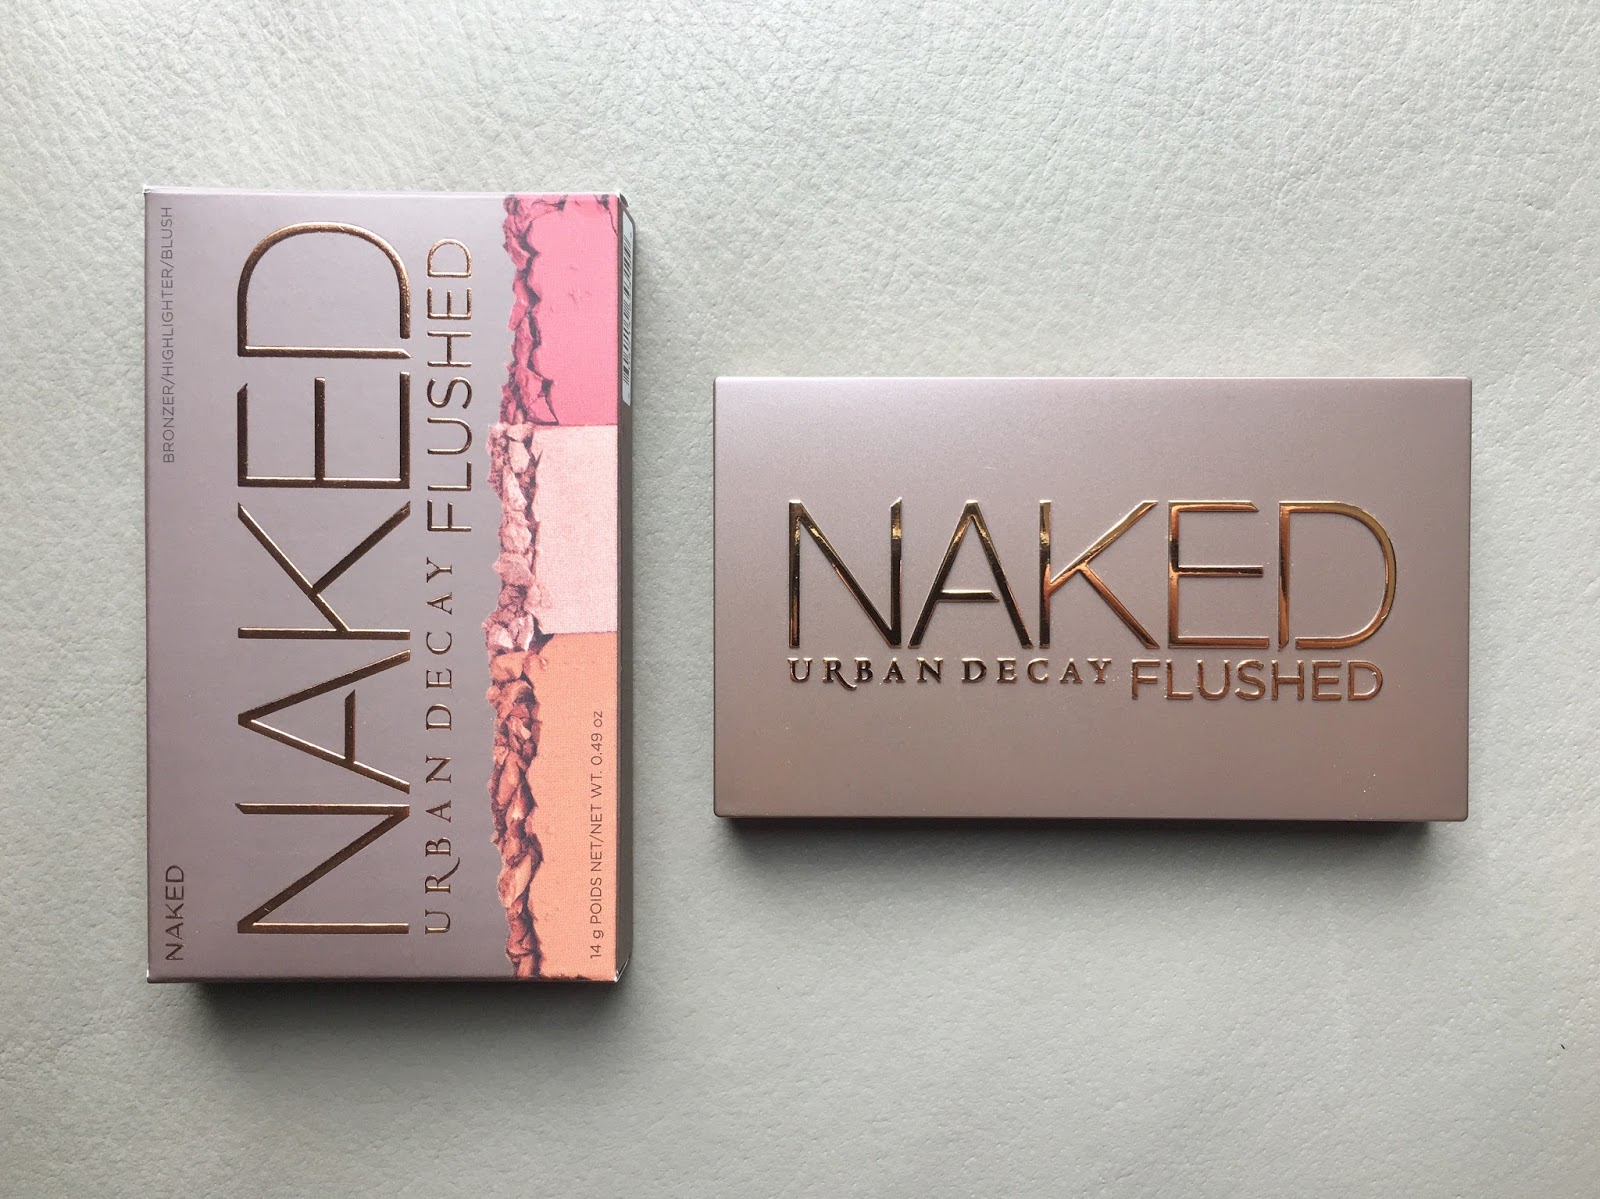 BRONZER/HIGHLIGHTER/BLUSH
NAKED
NAKED
URBAN DECAY FLUSHED
14 g POIDS NET/NET WT. 0.49 oz
NAKED
URBAN DECAY FLUSHED